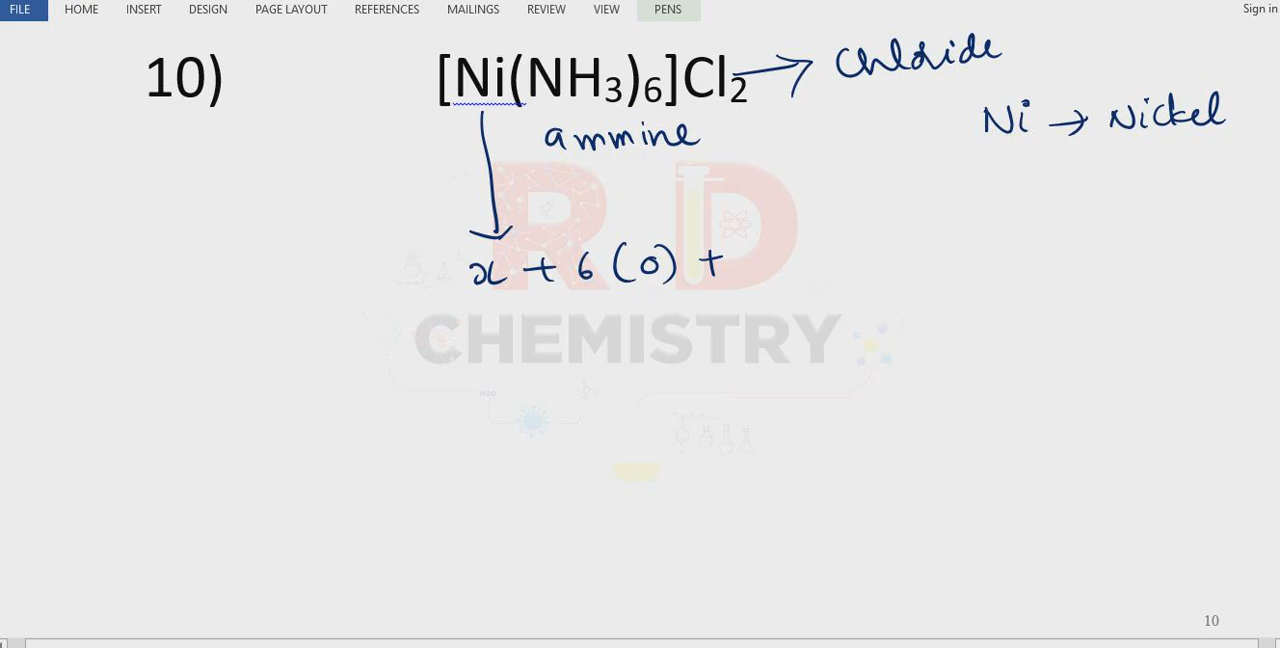 FILE HOME INSERT DESIGN PAGE LAYOUT REFERENCES MAILINGS REVIEW VIEW PENS Sign in
10) [Ni(NH₃)₆]Cl₂ → Chloride
Ni → Nickel
ammine
x + 6 (0) +
RD
CHEMISTRY
H2O
10